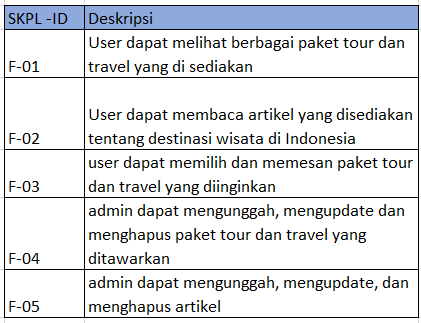 SKPL -ID Deskripsi
User dapat melihat berbagai paket tour dan
F-01 travel yang di sediakan
User dapat membaca artikel yang disediakan
F-02 tentang destinasi wisata di Indonesia
user dapat memilih dan memesan paket tour
F-03 dan travel yang diinginkan
admin dapat mengunggah, mengupdate dan
menghapus paket tour dan travel yang
F-04 ditawarkan
admin dapat mengunggah, mengupdate, dan
F-05 menghapus artikel